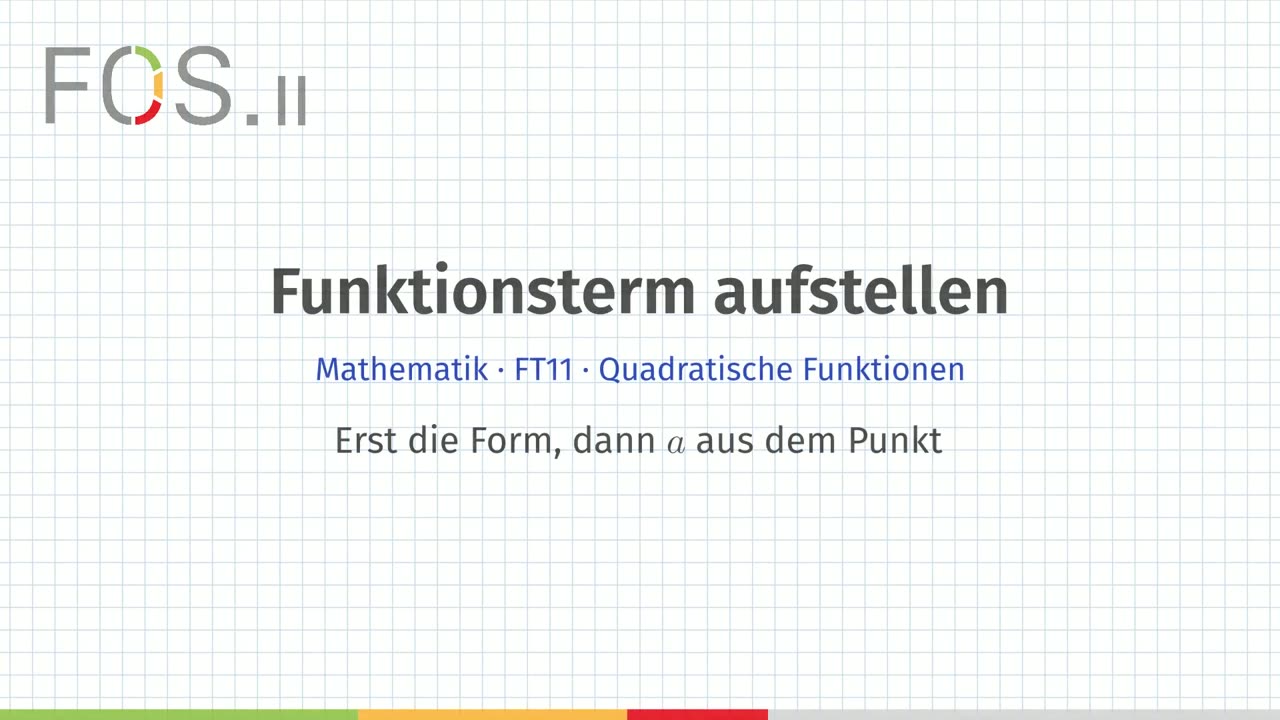 FOS.II
Funktionsterm aufstellen
Mathematik · FT11 · Quadratische Funktionen
Erst die Form, dann a aus dem Punkt